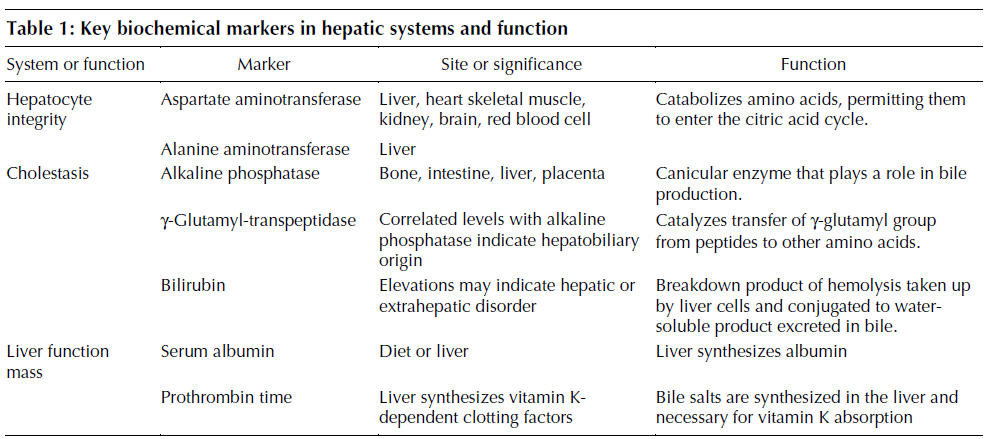 Table 1: Key biochemical markers in hepatic systems and function
System or function Marker Site or significance Function
Hepatocyte integrity Aspartate aminotransferase Liver, heart skeletal muscle, kidney, brain, red blood cell Catabolizes amino acids, permitting them to enter the citric acid cycle.
Alanine aminotransferase Liver
Cholestasis Alkaline phosphatase Bone, intestine, liver, placenta Canicular enzyme that plays a role in bile production.
γ-Glutamyl-transpeptidase Correlated levels with alkaline phosphatase indicate hepatobiliary origin Catalyzes transfer of γ-glutamyl group from peptides to other amino acids.
Bilirubin Elevations may indicate hepatic or extrahepatic disorder Breakdown product of hemolysis taken up by liver cells and conjugated to water-soluble product excreted in bile.
Liver function mass Serum albumin Diet or liver Liver synthesizes albumin
Prothrombin time Liver synthesizes vitamin K-dependent clotting factors Bile salts are synthesized in the liver and necessary for vitamin K absorption